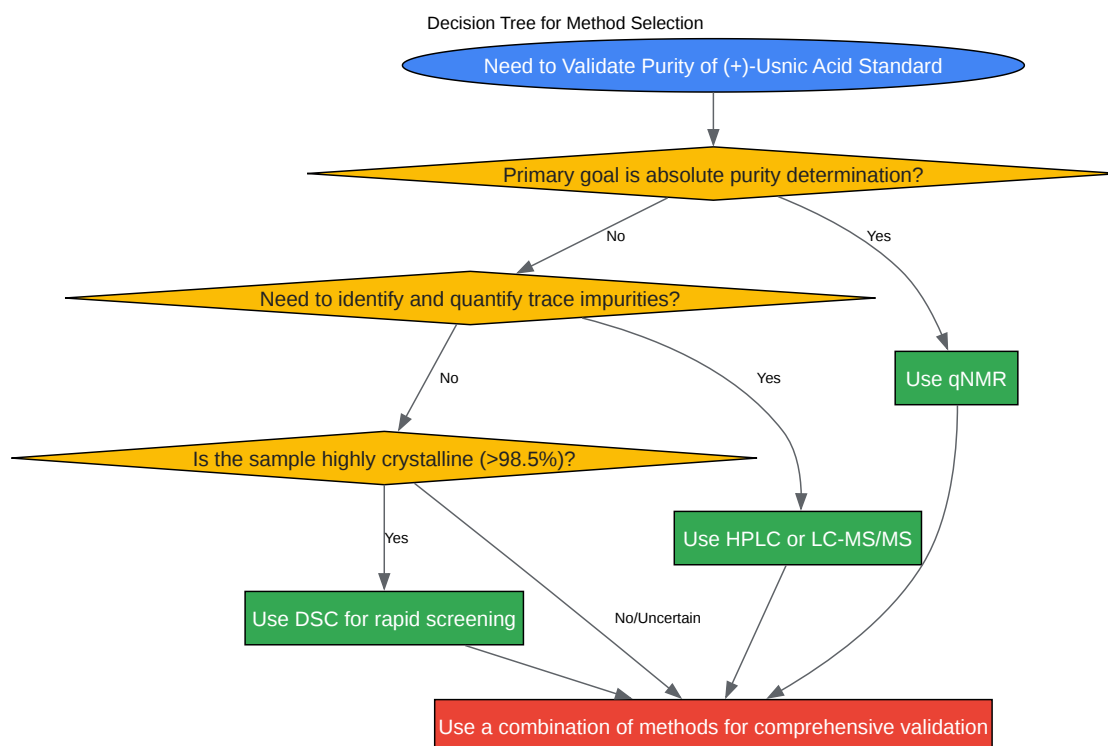 Decision Tree for Method Selection
Need to Validate Purity of (+)-Usnic Acid Standard
Primary goal is absolute purity determination?
No
Yes
Need to identify and quantify trace impurities?
No
Yes
Use qNMR
Is the sample highly crystalline (>98.5%)?
Yes
Use HPLC or LC-MS/MS
Use DSC for rapid screening
No/Uncertain
Use a combination of methods for comprehensive validation